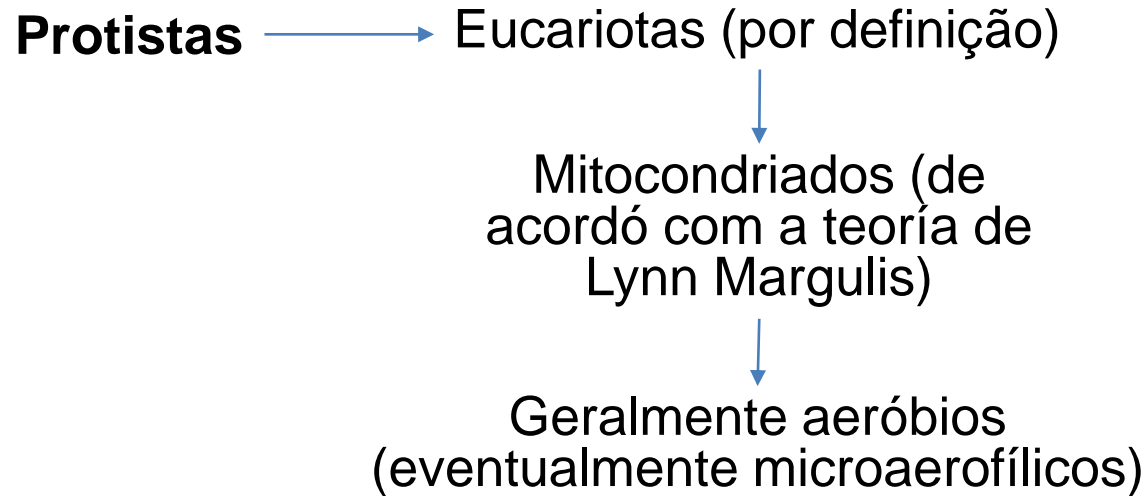 Protistas
Eucariotas (por definição)
Mitocondriados (de
acordó com a teoría de
Lynn Margulis)
Geralmente aeróbios
(eventualmente microaerofílicos)